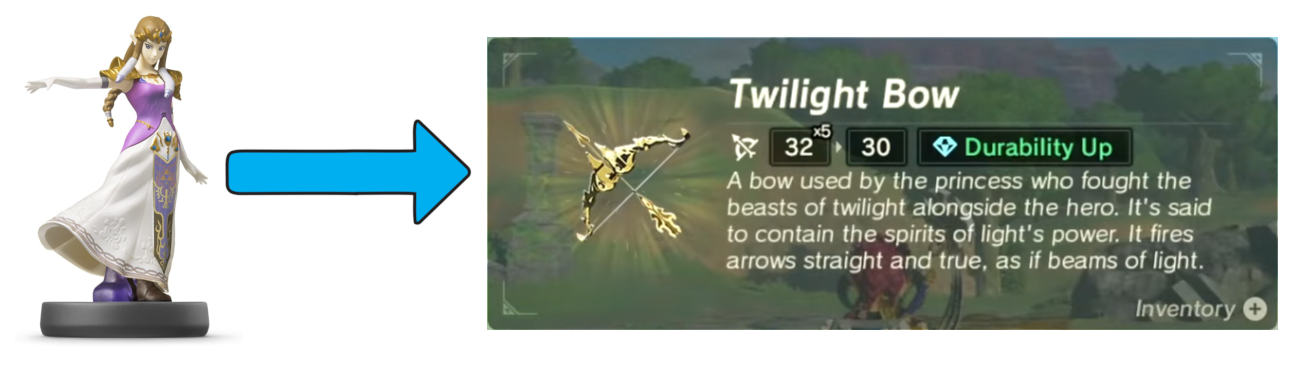 Twilight Bow
32 x5 30 Durability Up
A bow used by the princess who fought the
beasts of twilight alongside the hero. It's said
to contain the spirits of light's power. It fires
arrows straight and true, as if beams of light.
Inventory +